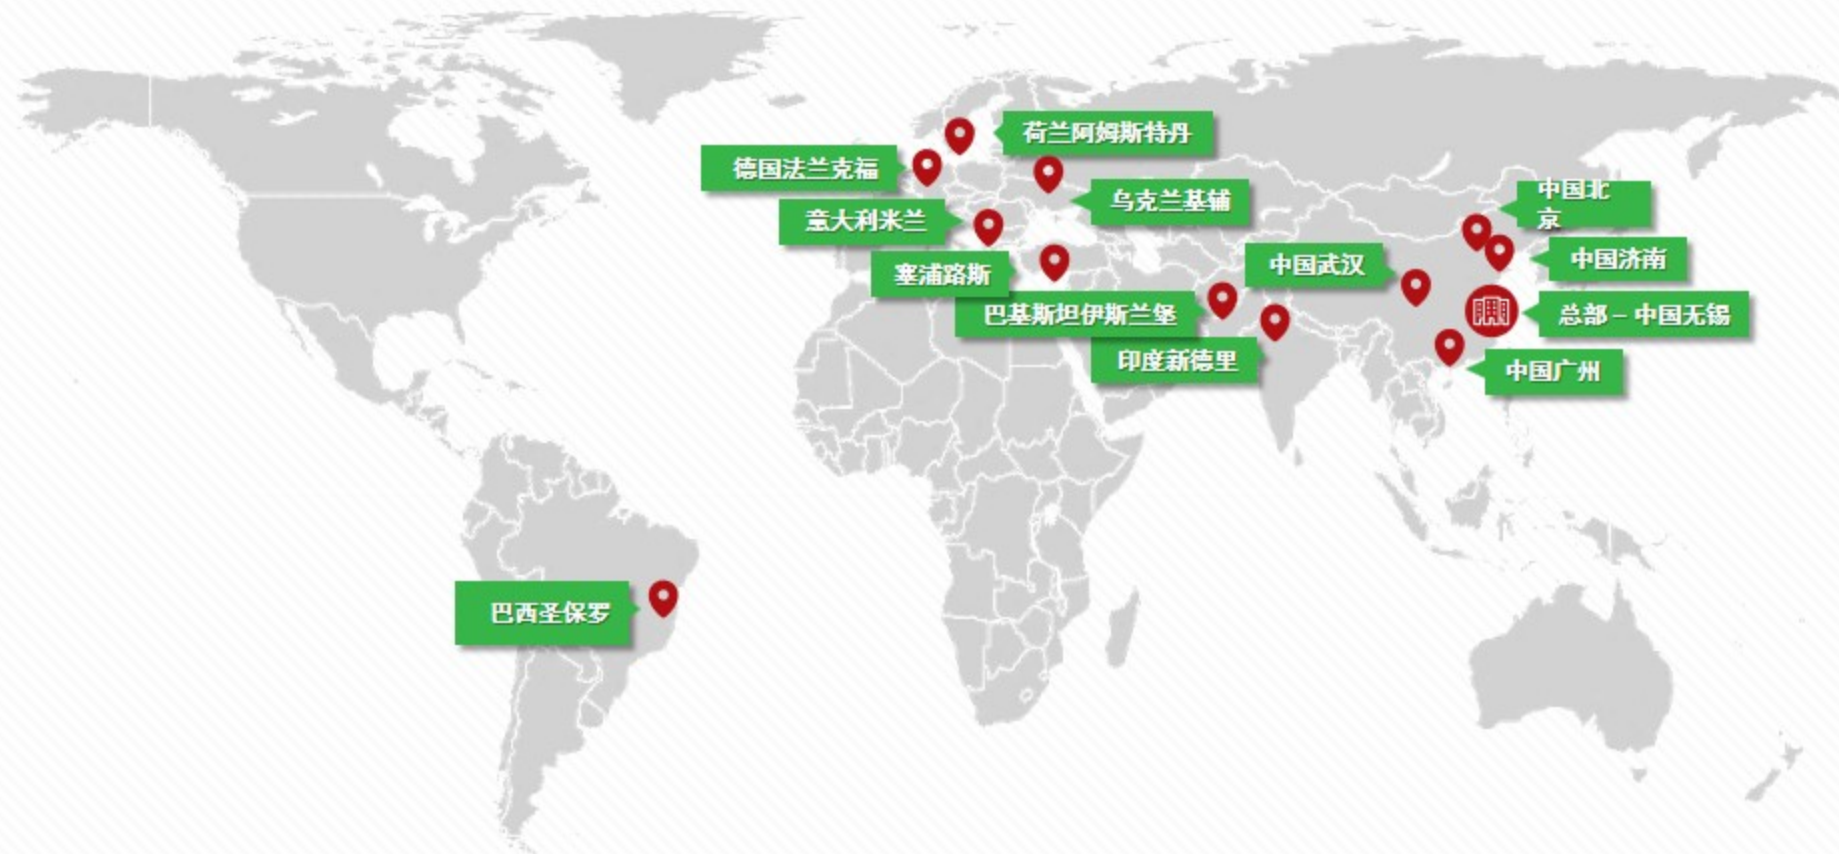 荷兰阿姆斯特丹
德国法兰克福
乌克兰基辅
中国北
京
意大利米兰
中国济南
中国武汉
塞浦路斯
巴基斯坦伊斯兰堡
总部 – 中国无锡
印度新德里
中国广州
巴西圣保罗